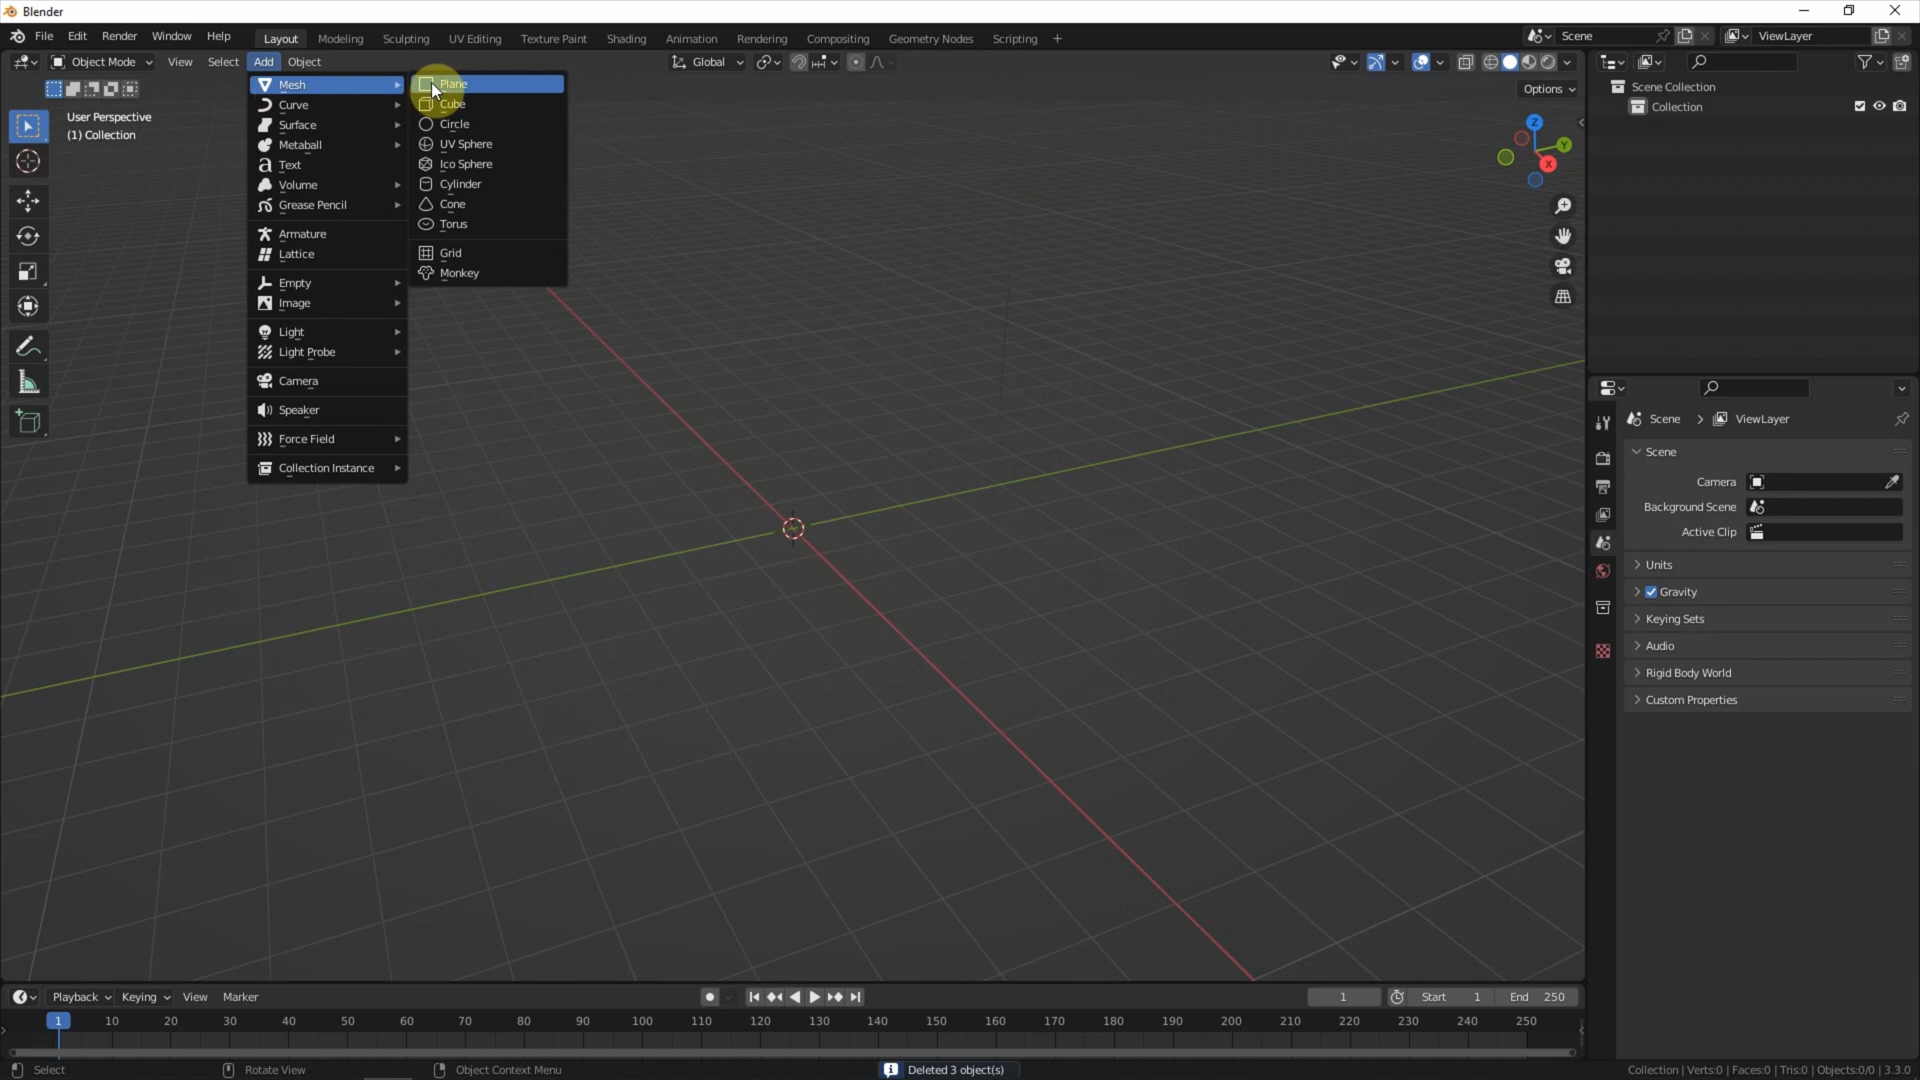 Blender
File Edit Render Window Help Layout Modeling Sculpting UV Editing Texture Paint Shading Animation Rendering Compositing Geometry Nodes Scripting + Scene ViewLayer
Object Mode View Select Add Object Global
Options
User Perspective
(1) Collection
Mesh
Curve
Surface
Metaball
Text
Volume
Grease Pencil
Armature
Lattice
Empty
Image
Light
Light Probe
Camera
Speaker
Force Field
Collection Instance
Plane
Cube
Circle
UV Sphere
Ico Sphere
Cylinder
Cone
Torus
Grid
Monkey
Z
Y
X
Scene Collection
Collection
Scene > ViewLayer
Scene
Camera
Background Scene
Active Clip
Units
Gravity
Keying Sets
Audio
Rigid Body World
Custom Properties
Playback Keying View Marker 1 Start 1 End 250
1 10 20 30 40 50 60 70 80 90 100 110 120 130 140 150 160 170 180 190 200 210 220 230 240 250
Select Rotate View Object Context Menu Deleted 3 object(s) Collection | Verts:0 | Faces:0 | Tris:0 | Objects:0/0 | 3.3.0